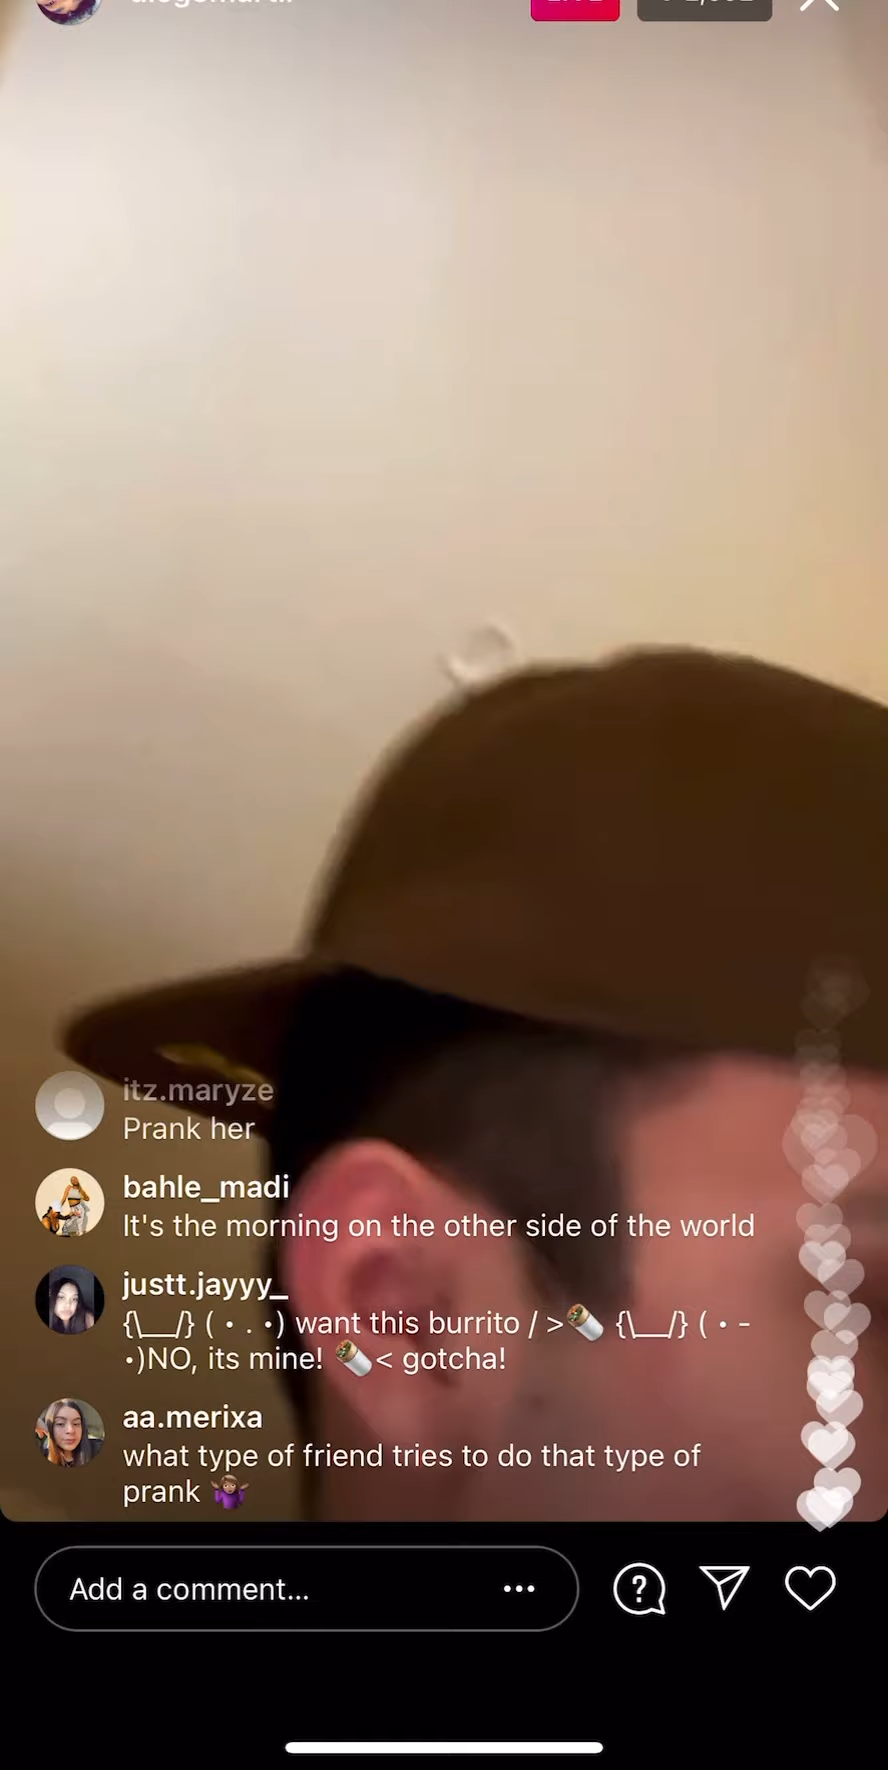 itz.maryze
Prank her
bahle_madi
It's the morning on the other side of the world
justt.jayyy_
{\__/} ( • . •) want this burrito / >🌯 {\__/} ( • -
•)NO, its mine! 🌯< gotcha!
aa.merixa
what type of friend tries to do that type of
prank 🤷🏾‍♀️
Add a comment...